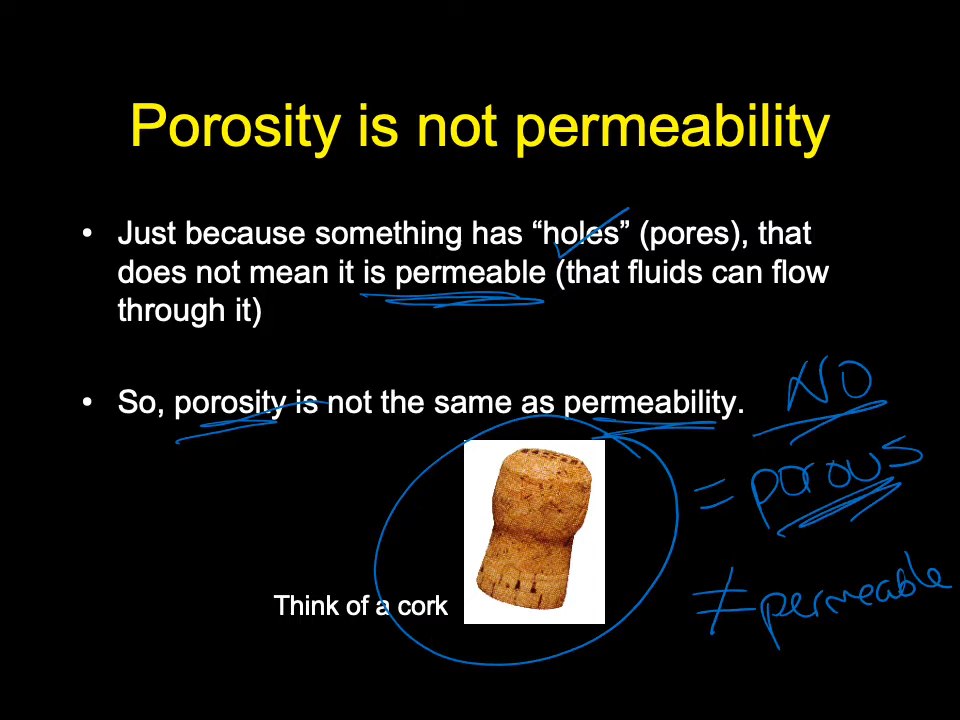 Porosity is not permeability
• Just because something has “holes” (pores), that
does not mean it is permeable (that fluids can flow
through it)
• So, porosity is not the same as permeability.
NO
= porous
Think of a cork
≠ permeable